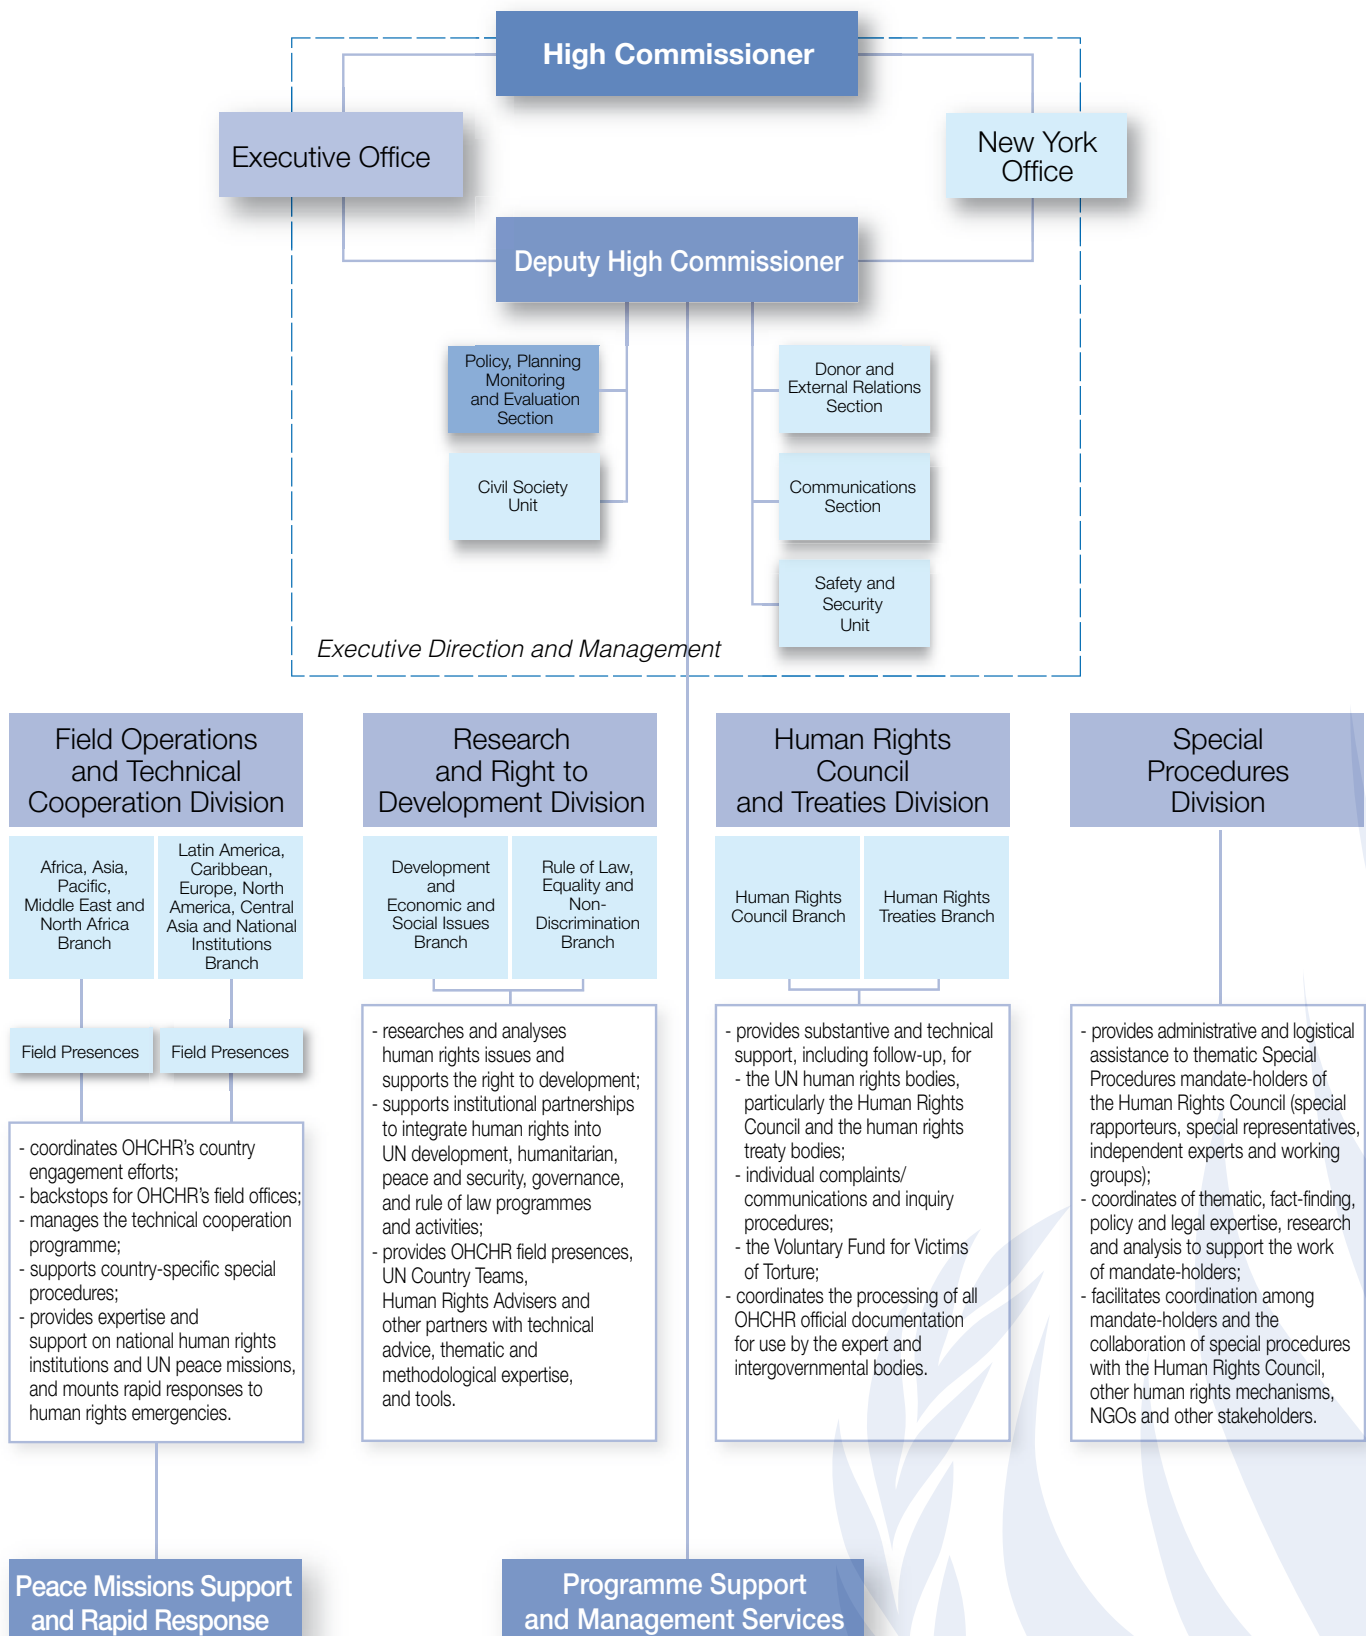 High Commissioner
Executive Office
New York
Office
Deputy High Commissioner
Policy, Planning
Monitoring
and Evaluation
Section
Civil Society
Unit
Donor and
External Relations
Section
Communications
Section
Safety and
Security
Unit
Executive Direction and Management
Field Operations
and Technical
Cooperation Division
Africa, Asia,
Pacific,
Middle East and
North Africa
Branch
Latin America,
Caribbean,
Europe, North
America, Central
Asia and National
Institutions
Branch
Field Presences
Field Presences
- coordinates OHCHR’s country
engagement efforts;
- backstops for OHCHR’s field offices;
- manages the technical cooperation
programme;
- supports country-specific special
procedures;
- provides expertise and
support on national human rights
institutions and UN peace missions,
and mounts rapid responses to
human rights emergencies.
Peace Missions Support
and Rapid Response
Research
and Right to
Development Division
Development
and
Economic and
Social Issues
Branch
Rule of Law,
Equality and
Non-
Discrimination
Branch
- researches and analyses
human rights issues and
supports the right to development;
- supports institutional partnerships
to integrate human rights into
UN development, humanitarian,
peace and security, governance,
and rule of law programmes
and activities;
- provides OHCHR field presences,
UN Country Teams,
Human Rights Advisers and
other partners with technical
advice, thematic and
methodological expertise,
and tools.
Human Rights
Council
and Treaties Division
Human Rights
Council Branch
Human Rights
Treaties Branch
- provides substantive and technical
support, including follow-up, for
- the UN human rights bodies,
particularly the Human Rights
Council and the human rights
treaty bodies;
- individual complaints/
communications and inquiry
procedures;
- the Voluntary Fund for Victims
of Torture;
- coordinates the processing of all
OHCHR official documentation
for use by the expert and
intergovernmental bodies.
Special
Procedures
Division
- provides administrative and logistical
assistance to thematic Special
Procedures mandate-holders of
the Human Rights Council (special
rapporteurs, special representatives,
independent experts and working
groups);
- coordinates of thematic, fact-finding,
policy and legal expertise, research
and analysis to support the work
of mandate-holders;
- facilitates coordination among
mandate-holders and the
collaboration of special procedures
with the Human Rights Council,
other human rights mechanisms,
NGOs and other stakeholders.
Programme Support
and Management Services